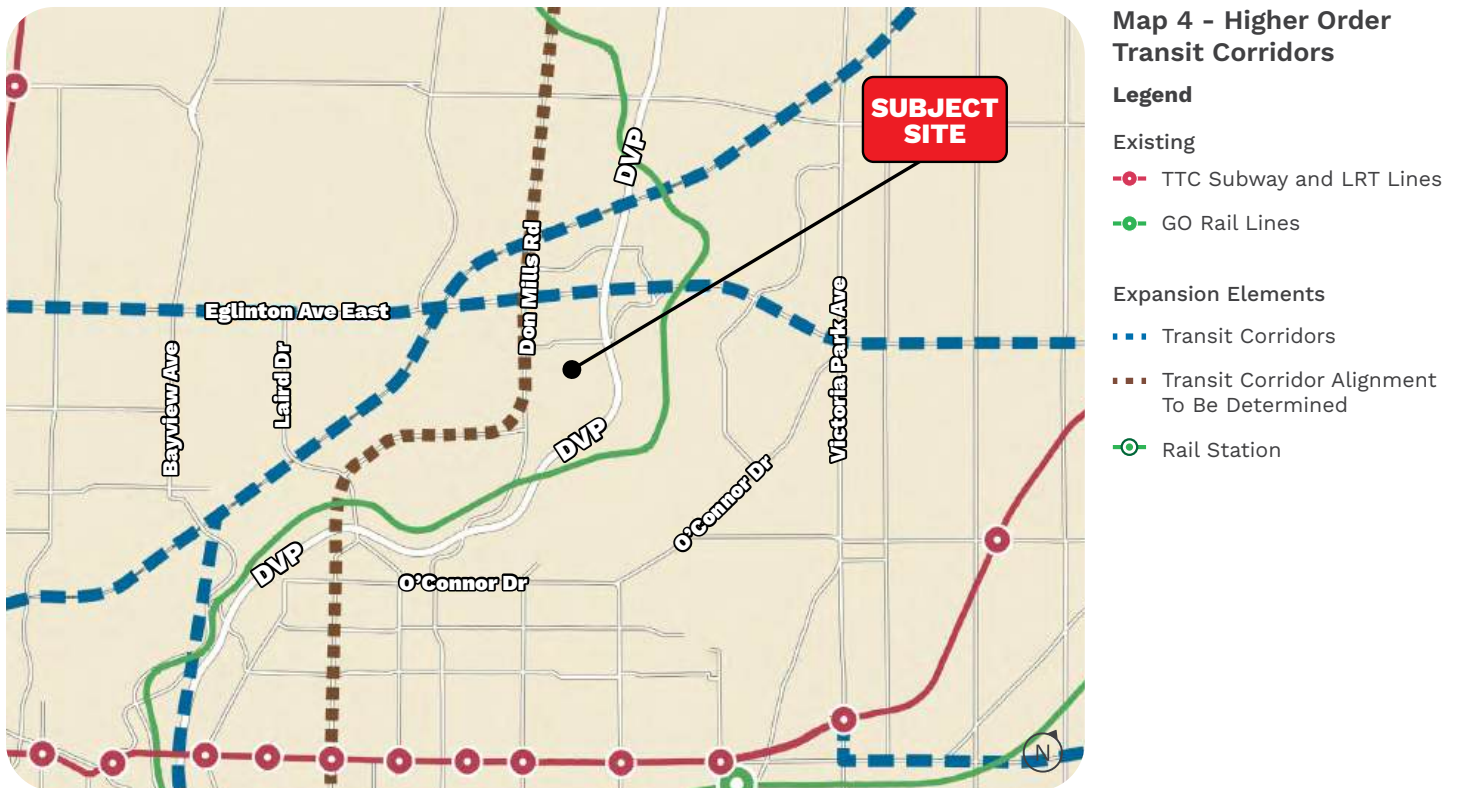 Map 4 - Higher Order
Transit Corridors
Legend
Existing
TTC Subway and LRT Lines
GO Rail Lines
Expansion Elements
Transit Corridors
Transit Corridor Alignment
To Be Determined
Rail Station
SUBJECT
SITE
DVP
Don Mills Rd
Eglinton Ave East
Victoria Park Ave
Bayview Ave
Laird Dr
DVP
O'Connor Dr
DVP
O'Connor Dr
N